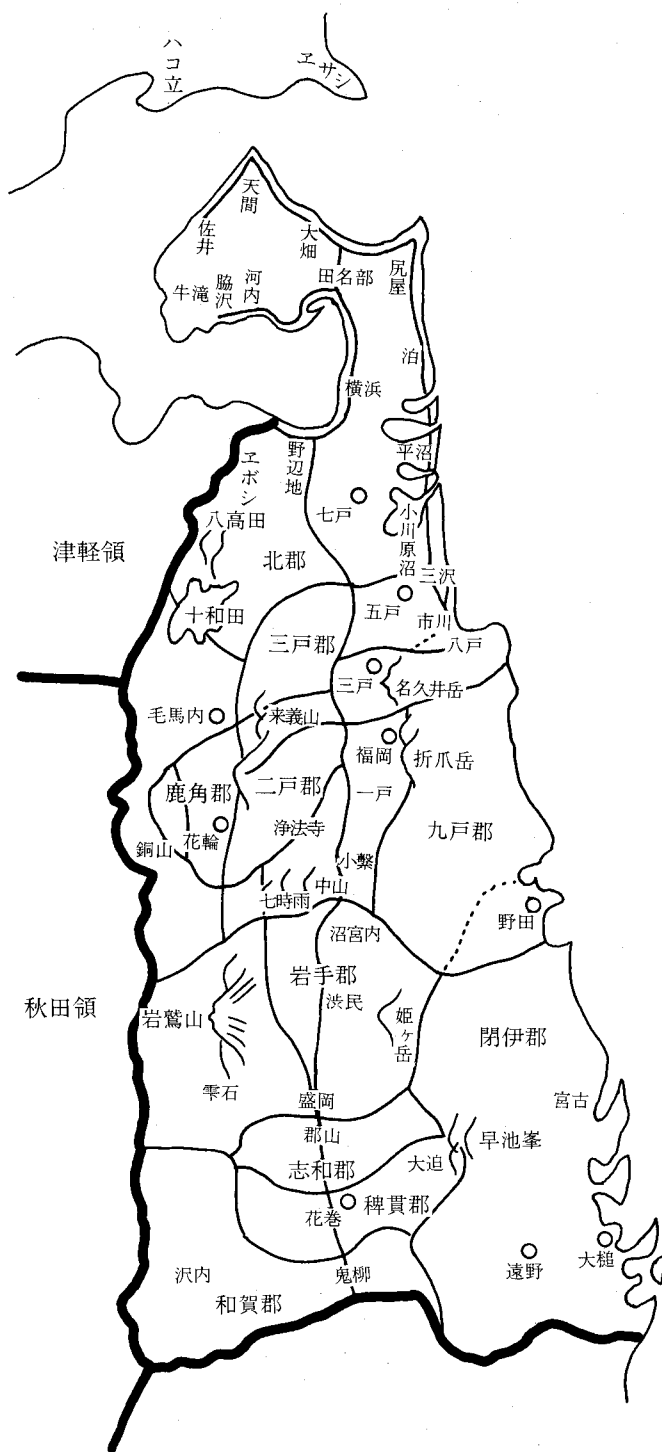 ハコ立
ヱサシ
天間
佐井
大畑
尻屋
田名部
河内
脇沢
牛滝
泊
横浜
平沼
野辺地
ヱボシ
七戸
小川原沼
八高田
津軽領
北郡
三沢
五戸
十和田
市川
三戸郡
八戸
三戸
名久井岳
毛馬内
来義山
福岡
折爪岳
二戸郡
一戸
鹿角郡
九戸郡
浄法寺
花輪
銅山
小繋
中山
七時雨
野田
沼宮内
岩手郡
渋民
秋田領
岩鷲山
姫ヶ岳
閉伊郡
雫石
盛岡
宮古
郡山
早池峯
大迫
志和郡
稗貫郡
花巻
大槌
遠野
沢内
鬼柳
和賀郡